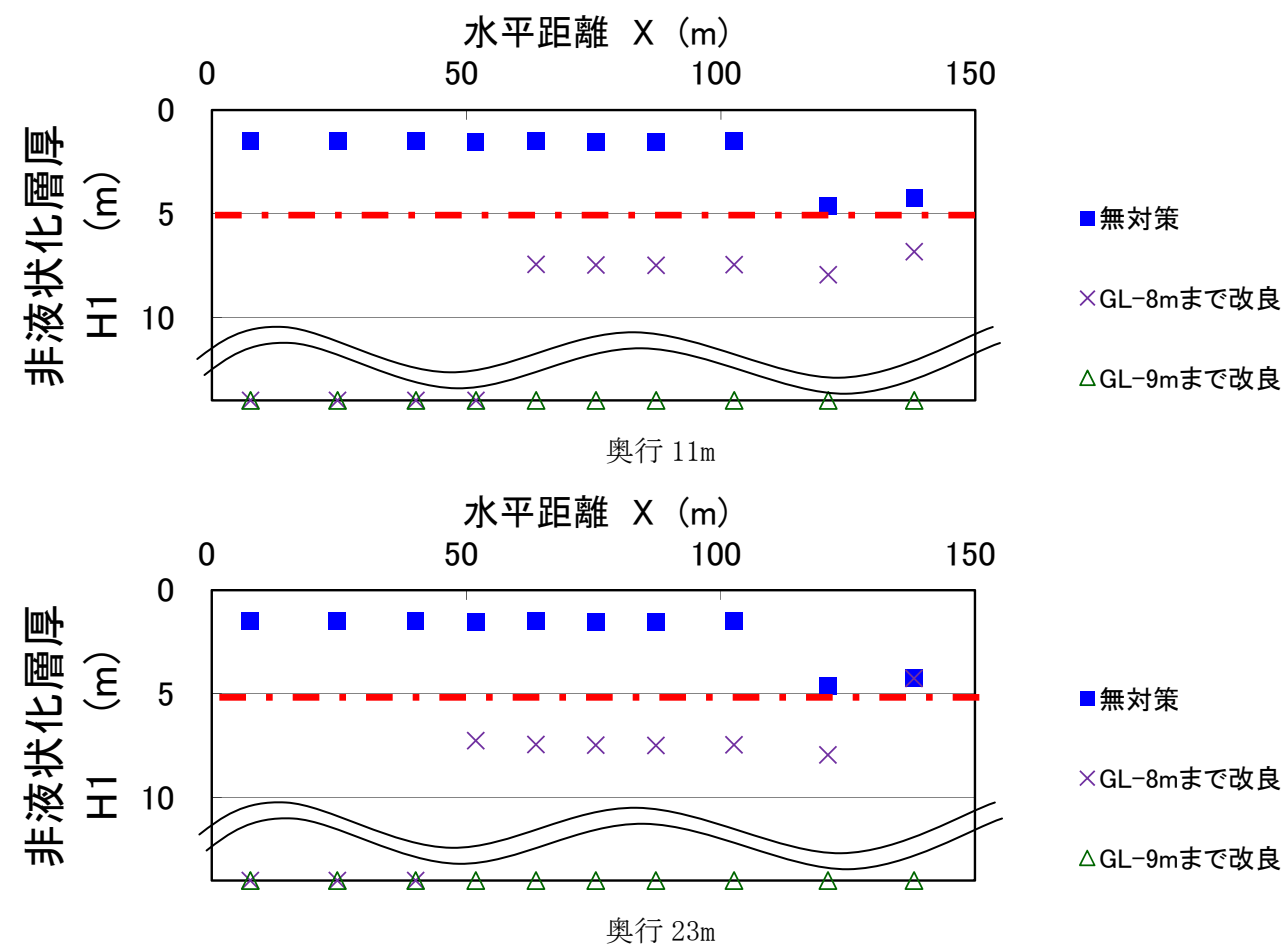 水平距離 X (m)
0 50 100 150
非液状化層厚
H1 (m)
0
5
10
■無対策
×GL-8mまで改良
△GL-9mまで改良
奥行 11m
水平距離 X (m)
0 50 100 150
非液状化層厚
H1 (m)
0
5
10
■無対策
×GL-8mまで改良
△GL-9mまで改良
奥行 23m